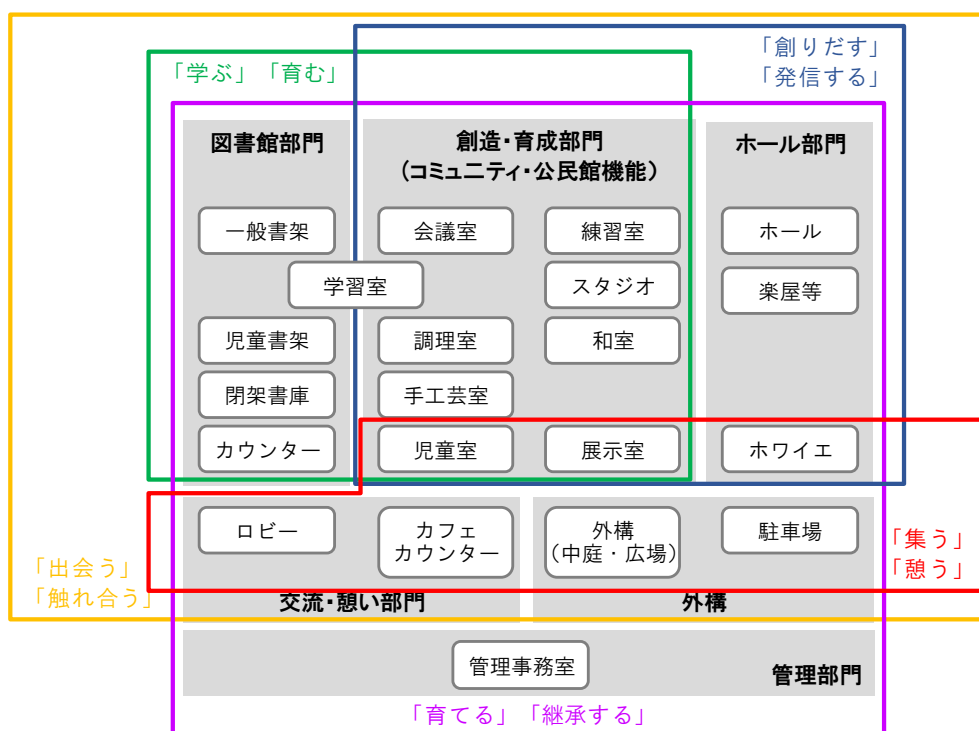 「創りだす」
「発信する」
「学ぶ」「育む」
図書館部門
創造・育成部門
（コミュニティ・公民館機能）
ホール部門
一般書架
会議室
練習室
ホール
学習室
スタジオ
楽屋等
児童書架
調理室
和室
閉架書庫
手工芸室
カウンター
児童室
展示室
ホワイエ
ロビー
カフェ
カウンター
外構
（中庭・広場）
駐車場
「集う」
「憩う」
「出会う」
「触れ合う」
交流・憩い部門
外構
管理事務室
管理部門
「育てる」「継承する」